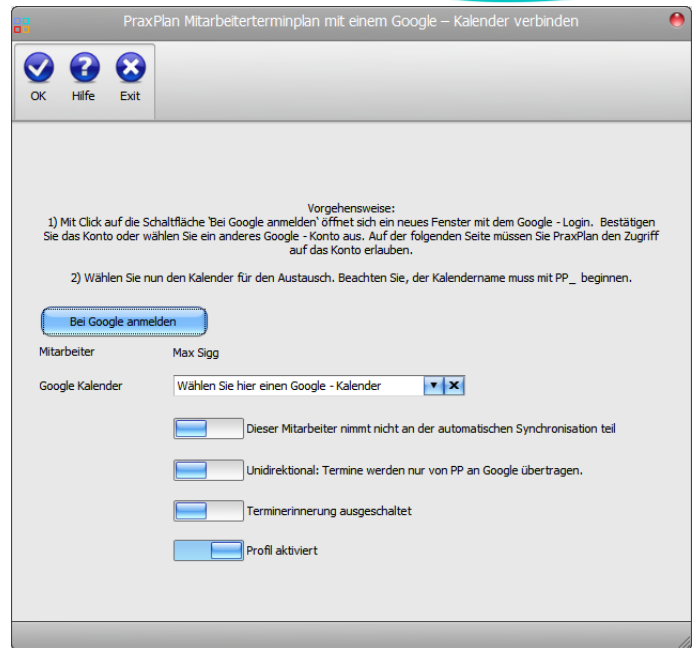 PraxPlan Mitarbeiterterminplan mit einem Google – Kalender verbinden
OK Hilfe Exit
Vorgehensweise:
1) Mit Click auf die Schaltfläche 'Bei Google anmelden' öffnet sich ein neues Fenster mit dem Google - Login. Bestätigen
Sie das Konto oder wählen Sie ein anderes Google - Konto aus. Auf der folgenden Seite müssen Sie PraxPlan den Zugriff
auf das Konto erlauben.
2) Wählen Sie nun den Kalender für den Austausch. Beachten Sie, der Kalendername muss mit PP_ beginnen.
Bei Google anmelden
Mitarbeiter Max Sigg
Google Kalender Wählen Sie hier einen Google - Kalender
Dieser Mitarbeiter nimmt nicht an der automatischen Synchronisation teil
Unidirektional: Termine werden nur von PP an Google übertragen.
Terminerinnerung ausgeschaltet
Profil aktiviert